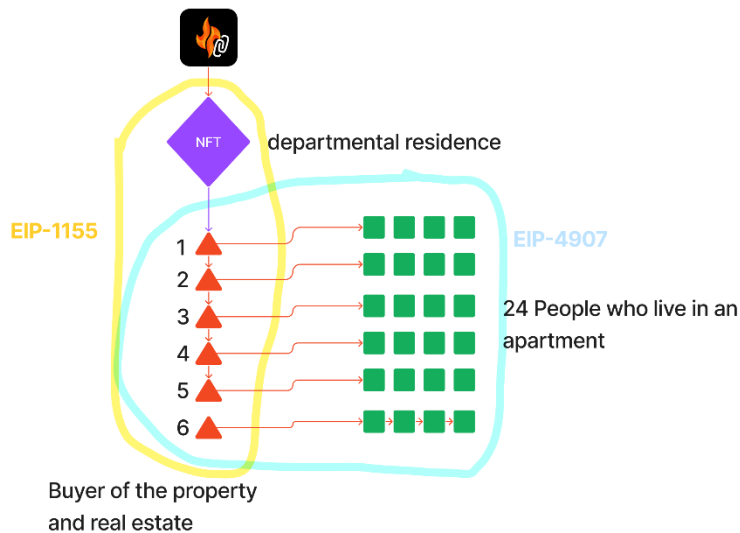 NFT
departmental residence
EIP-1155
EIP-4907
1
2
3
4
5
6
24 People who live in an
apartment
Buyer of the property
and real estate